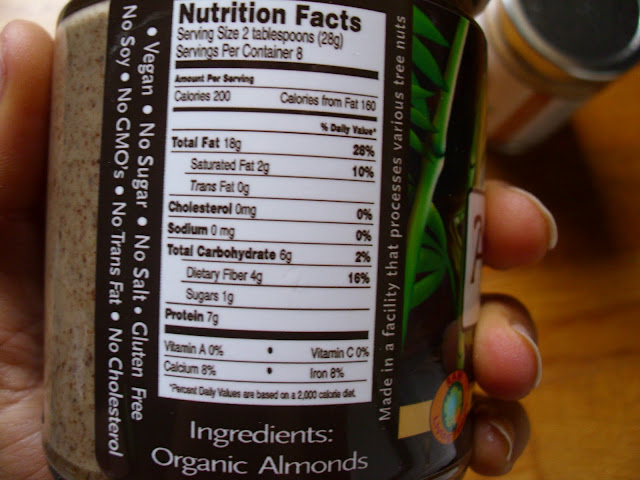 Nutrition Facts
Serving Size 2 tablespoons (28g)
Servings Per Container 8
Amount Per Serving
Calories 200 Calories from Fat 160
% Daily Value*
Total Fat 18g 28%
Saturated Fat 2g 10%
Trans Fat 0g
Cholesterol 0mg 0%
Sodium 0 mg 0%
Total Carbohydrate 6g 2%
Dietary Fiber 4g 16%
Sugars 1g
Protein 7g
Vitamin A 0% • Vitamin C 0%
Calcium 8% • Iron 8%
*Percent Daily Values are based on a 2,000 calorie diet.
Ingredients:
Organic Almonds
• Vegan • No Sugar • No Salt • Gluten Free
No Soy • No GMO's • No Trans Fat • No Cholesterol
Made in a facility that processes various tree nuts